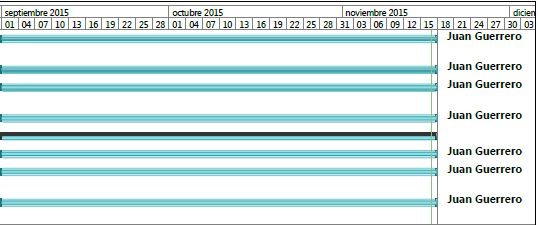 septiembre 2015 octubre 2015 noviembre 2015 dicien
01 04 07 10 13 16 19 22 25 28 01 04 07 10 13 16 19 22 25 28 31 03 06 09 12 15 18 21 24 27 30 03
Juan Guerrero
Juan Guerrero
Juan Guerrero
Juan Guerrero
Juan Guerrero
Juan Guerrero
Juan Guerrero